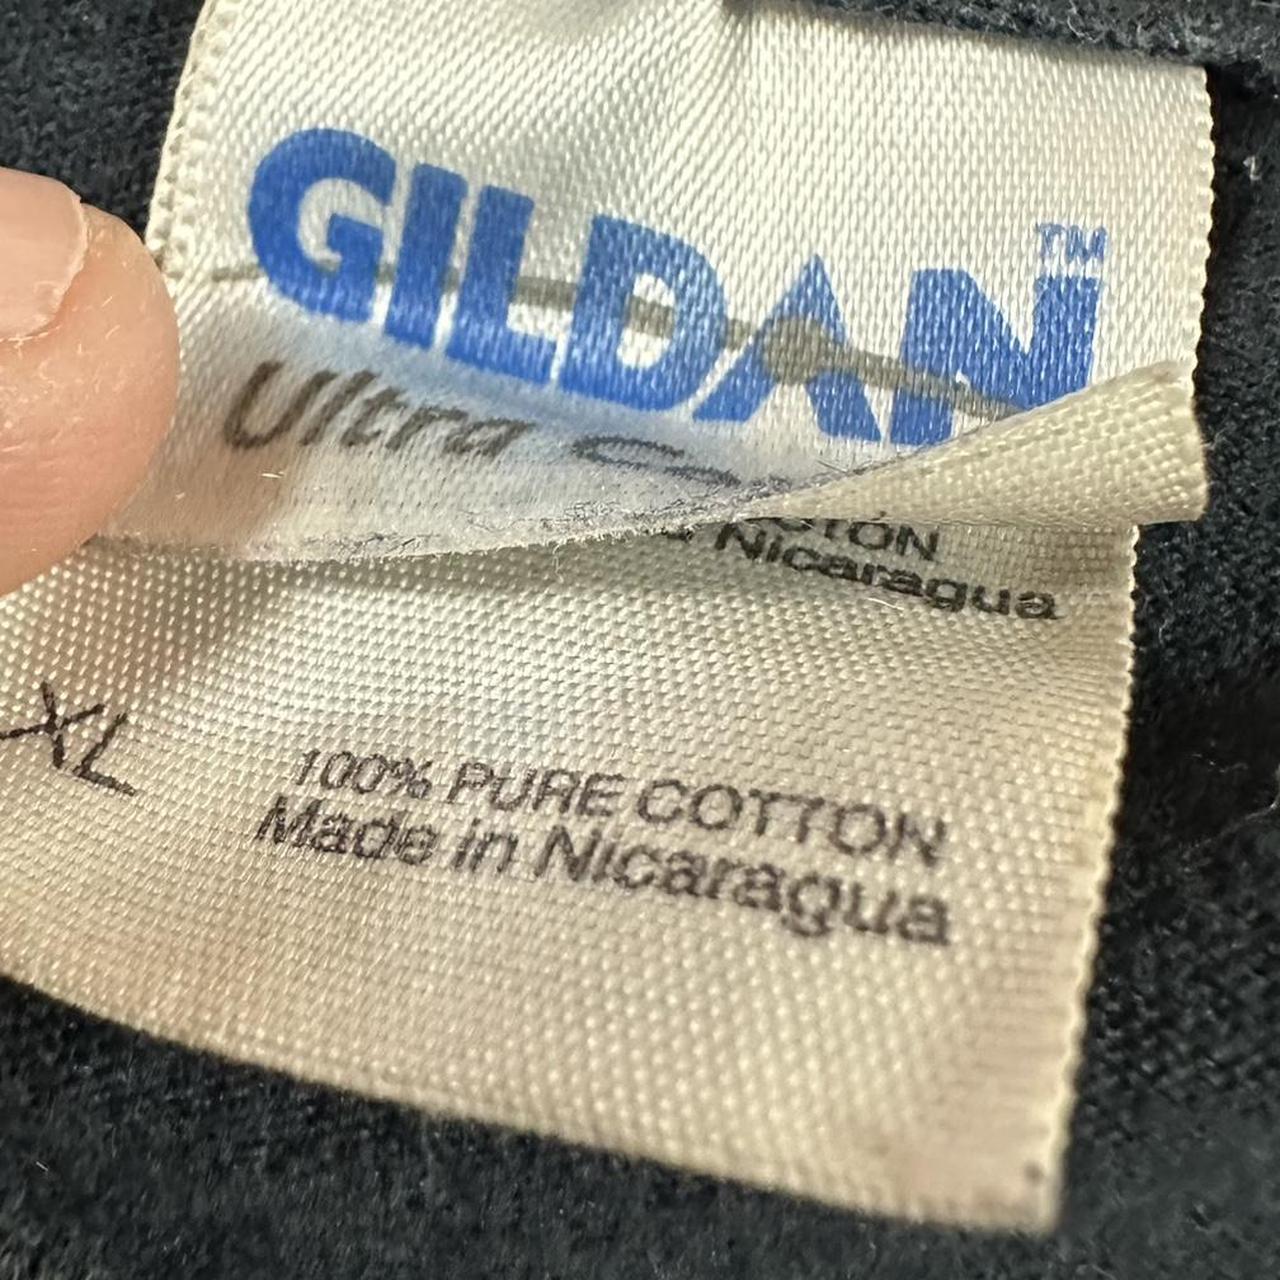 GILDAN™
Ultra
Nicaragua
XL
100% PURE COTTON
Made in Nicaragua